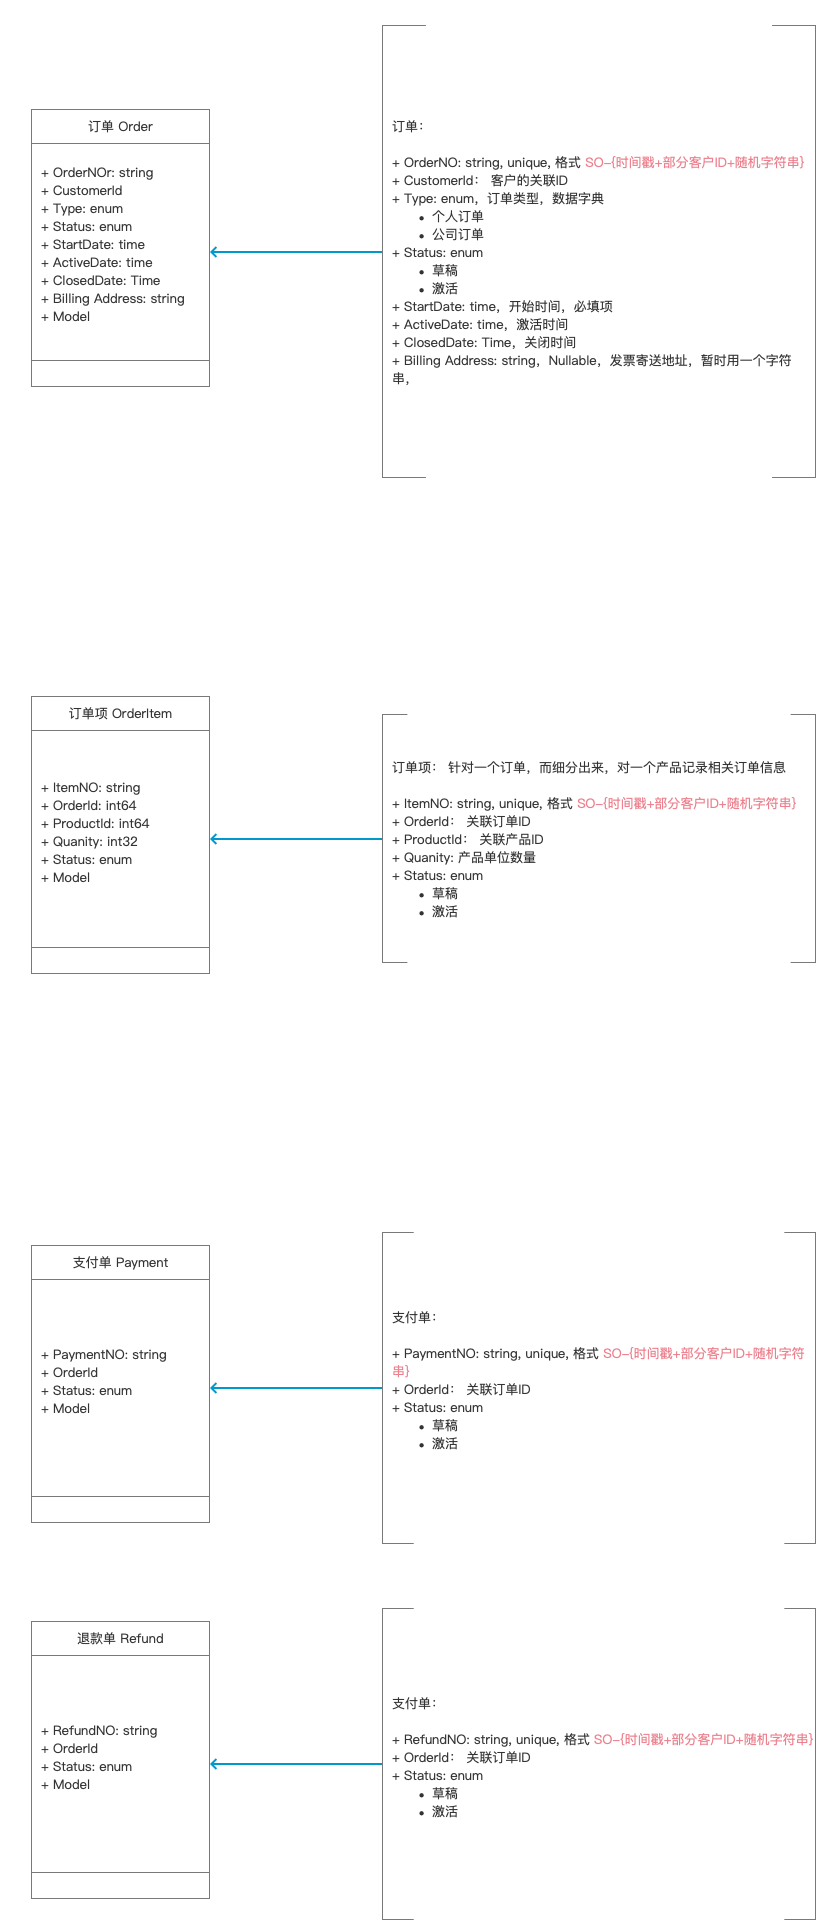 订单 Order
+ OrderNOr: string
+ CustomerId
+ Type: enum
+ Status: enum
+ StartDate: time
+ ActiveDate: time
+ ClosedDate: Time
+ Billing Address: string
+ Model
订单：
+ OrderNO: string, unique, 格式 SO-{时间戳+部分客户ID+随机字符串}
+ CustomerId： 客户的关联ID
+ Type: enum，订单类型，数据字典
• 个人订单
• 公司订单
+ Status: enum
• 草稿
• 激活
+ StartDate: time，开始时间，必填项
+ ActiveDate: time，激活时间
+ ClosedDate: Time，关闭时间
+ Billing Address: string，Nullable，发票寄送地址，暂时用一个字符
串，
订单项 OrderItem
+ ItemNO: string
+ OrderId: int64
+ ProductId: int64
+ Quanity: int32
+ Status: enum
+ Model
订单项： 针对一个订单，而细分出来，对一个产品记录相关订单信息
+ ItemNO: string, unique, 格式 SO-{时间戳+部分客户ID+随机字符串}
+ OrderId： 关联订单ID
+ ProductId： 关联产品ID
+ Quanity: 产品单位数量
+ Status: enum
• 草稿
• 激活
支付单 Payment
+ PaymentNO: string
+ OrderId
+ Status: enum
+ Model
支付单：
+ PaymentNO: string, unique, 格式 SO-{时间戳+部分客户ID+随机字符
串}
+ OrderId： 关联订单ID
+ Status: enum
• 草稿
• 激活
退款单 Refund
+ RefundNO: string
+ OrderId
+ Status: enum
+ Model
支付单：
+ RefundNO: string, unique, 格式 SO-{时间戳+部分客户ID+随机字符串}
+ OrderId： 关联订单ID
+ Status: enum
• 草稿
• 激活